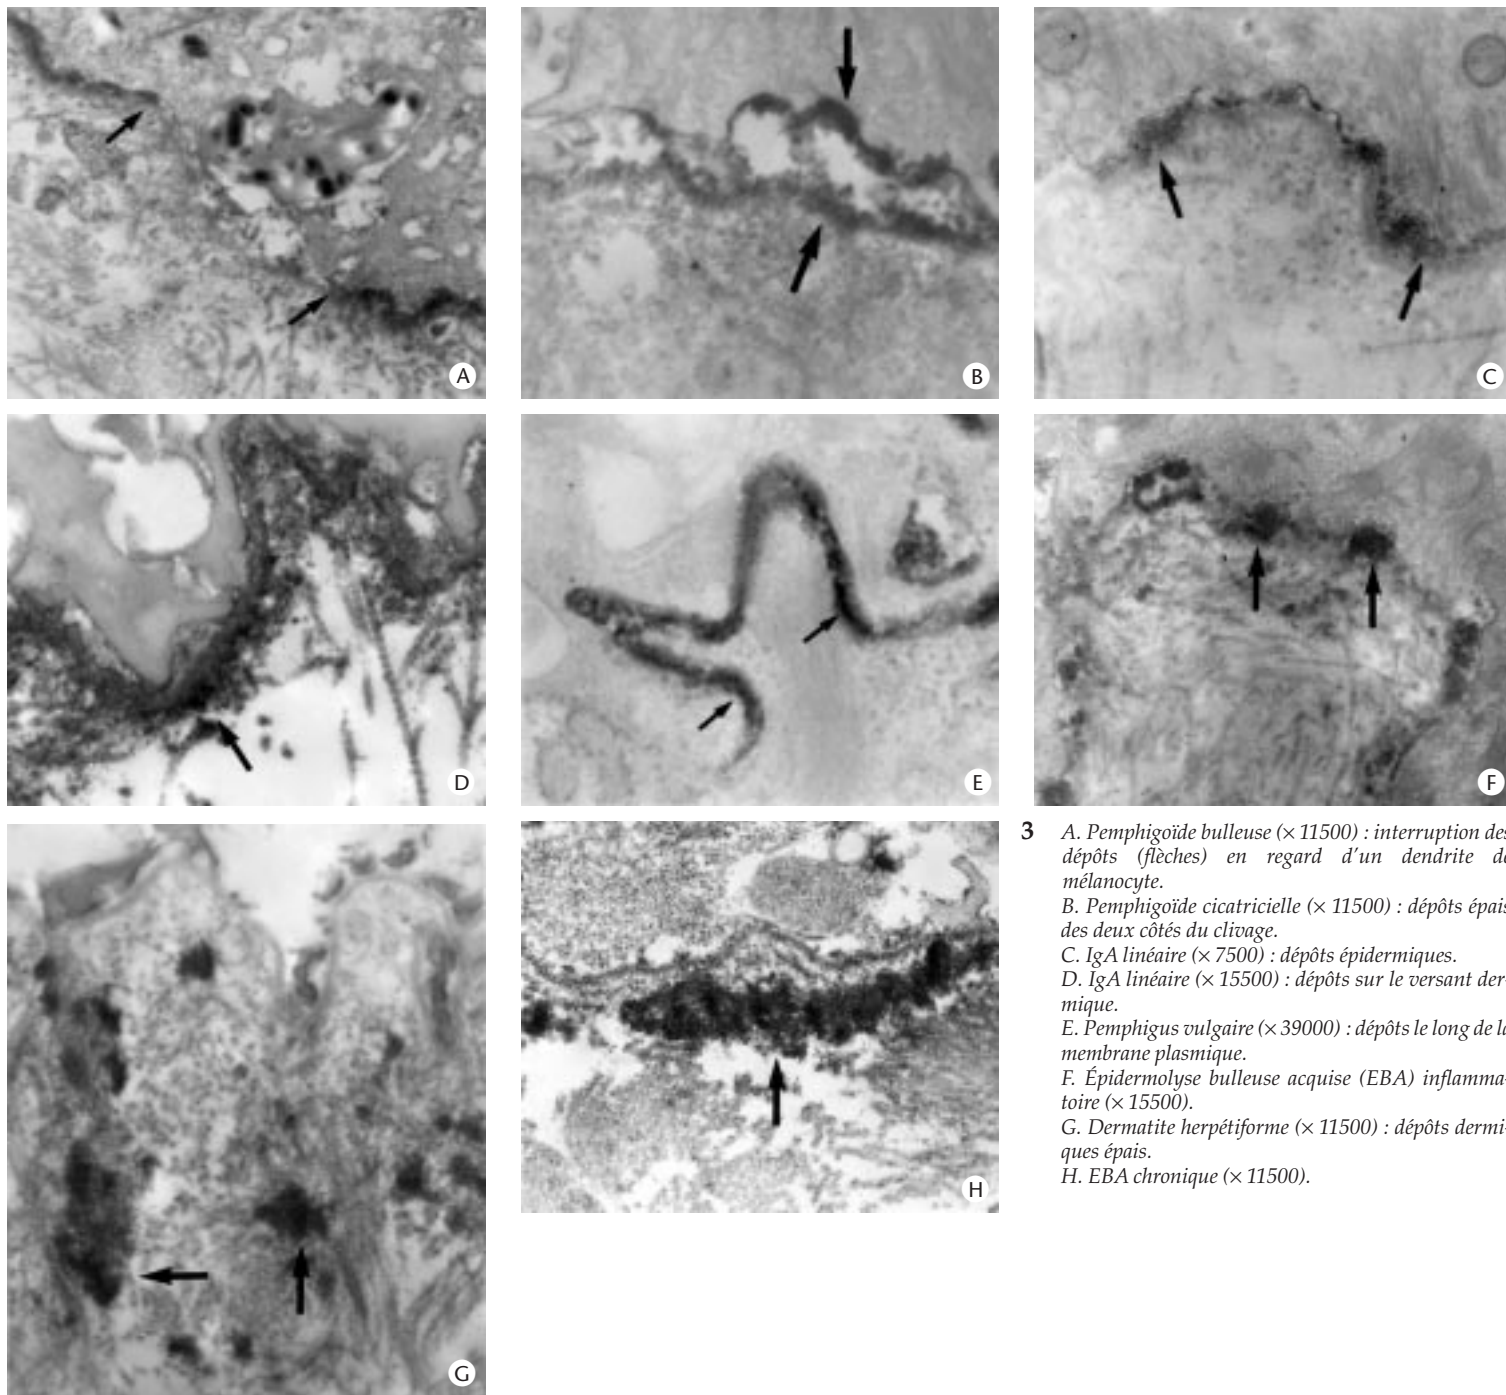 A
B
C
D
E
F
G
H
3 A. Pemphigoïde bulleuse (× 11500) : interruption des
dépôts (flèches) en regard d'un dendrite de
mélanocyte.
B. Pemphigoïde cicatricielle (× 11500) : dépôts épais
des deux côtés du clivage.
C. IgA linéaire (× 7500) : dépôts épidermiques.
D. IgA linéaire (× 15500) : dépôts sur le versant der-
mique.
E. Pemphigus vulgaire (× 39000) : dépôts le long de la
membrane plasmique.
F. Épidermolyse bulleuse acquise (EBA) inflamma-
toire (× 15500).
G. Dermatite herpétiforme (× 11500) : dépôts dermi-
ques épais.
H. EBA chronique (× 11500).